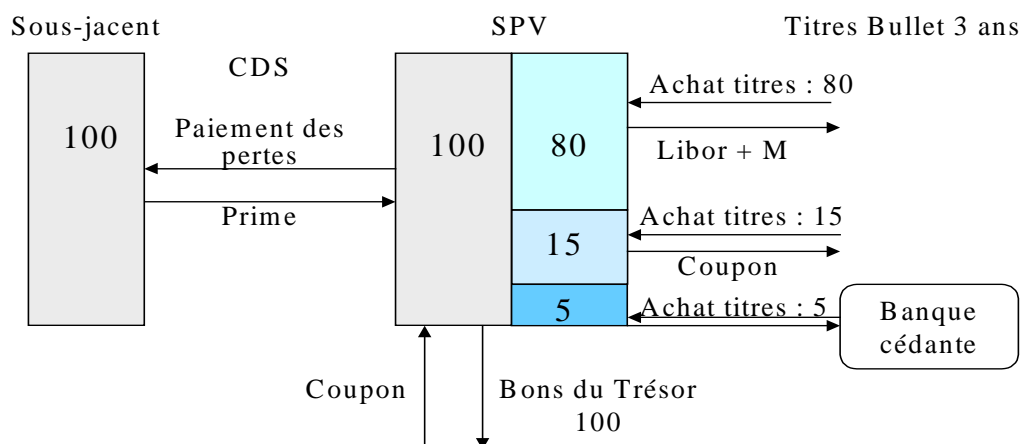 Sous-jacent
SPV
Titres Bullet 3 ans
CDS
Achat titres : 80
100
Paiement des
pertes
100
80
Libor + M
Prime
Achat titres : 15
15
Coupon
5
Achat titres : 5
Banque
cédante
Coupon
Bons du Trésor
100